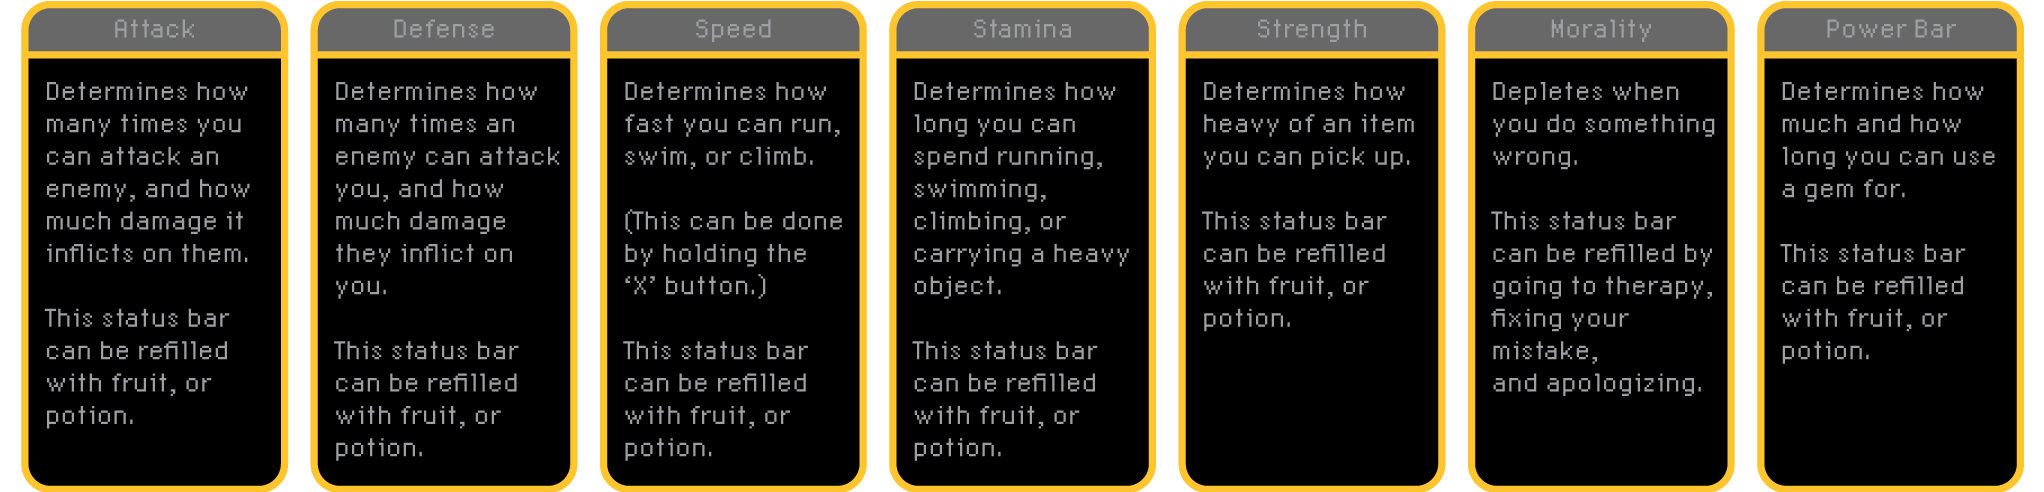 Attack
Determines how
many times you
can attack an
enemy, and how
much damage it
inflicts on them.
This status bar
can be refilled
with fruit, or
potion.
Defense
Determines how
many times an
enemy can attack
you, and how
much damage
they inflict on
you.
This status bar
can be refilled
with fruit, or
potion.
Speed
Determines how
fast you can run,
swim, or climb.
(This can be done
by holding the
‘X’ button.)
This status bar
can be refilled
with fruit, or
potion.
Stamina
Determines how
long you can
spend running,
swimming,
climbing, or
carrying a heavy
object.
This status bar
can be refilled
with fruit, or
potion.
Strength
Determines how
heavy of an item
you can pick up.
This status bar
can be refilled
with fruit, or
potion.
Morality
Depletes when
you do something
wrong.
This status bar
can be refilled by
going to therapy,
fixing your
mistake,
and apologizing.
Power Bar
Determines how
much and how
long you can use
a gem for.
This status bar
can be refilled
with fruit, or
potion.